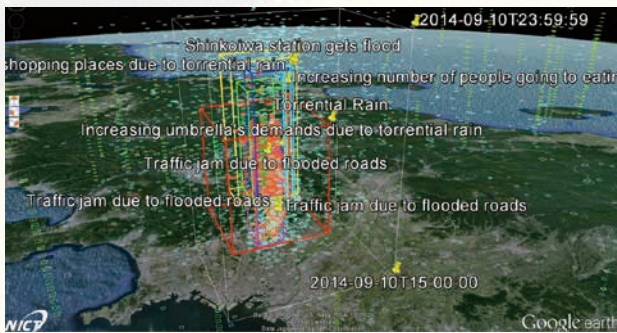 2014-09-10T23:59:59
Shinkoiwa station gets flood
shopping places due to torrential rain
Increasing number of people going to eatin
Torrential Rain
Increasing umbrella's demands due to torrential rain
Traffic jam due to flooded roads
Traffic jam due to flooded roads
Traffic jam due to flooded roads
2014-09-10T15:00:00
NICT
Google earth